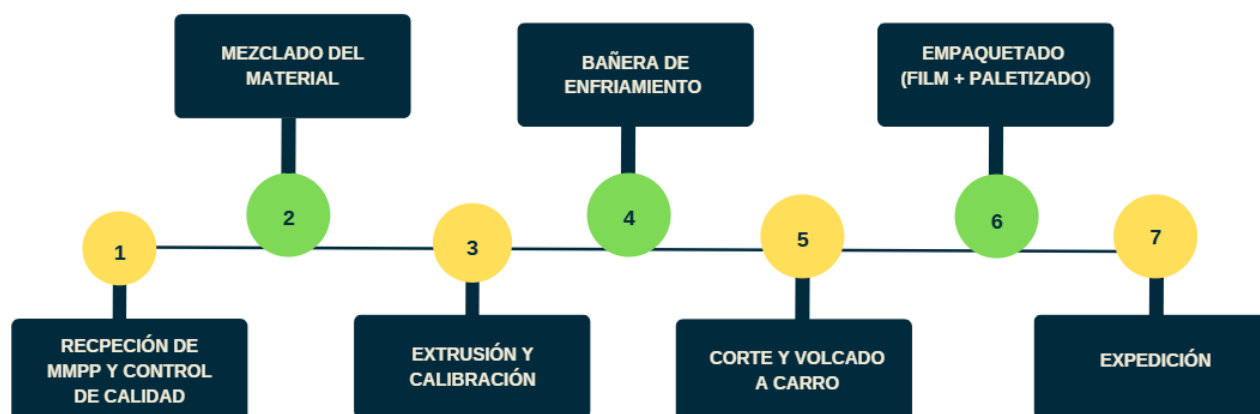 MEZCLADO DEL
MATERIAL
BAÑERA DE
ENFRIAMIENTO
EMPAQUETADO
(FILM + PALETIZADO)
1
2
3
4
5
6
7
RECPECIÓN DE
MMPP Y CONTROL
DE CALIDAD
EXTRUSIÓN Y
CALIBRACIÓN
CORTE Y VOLCADO
A CARRO
EXPEDICIÓN